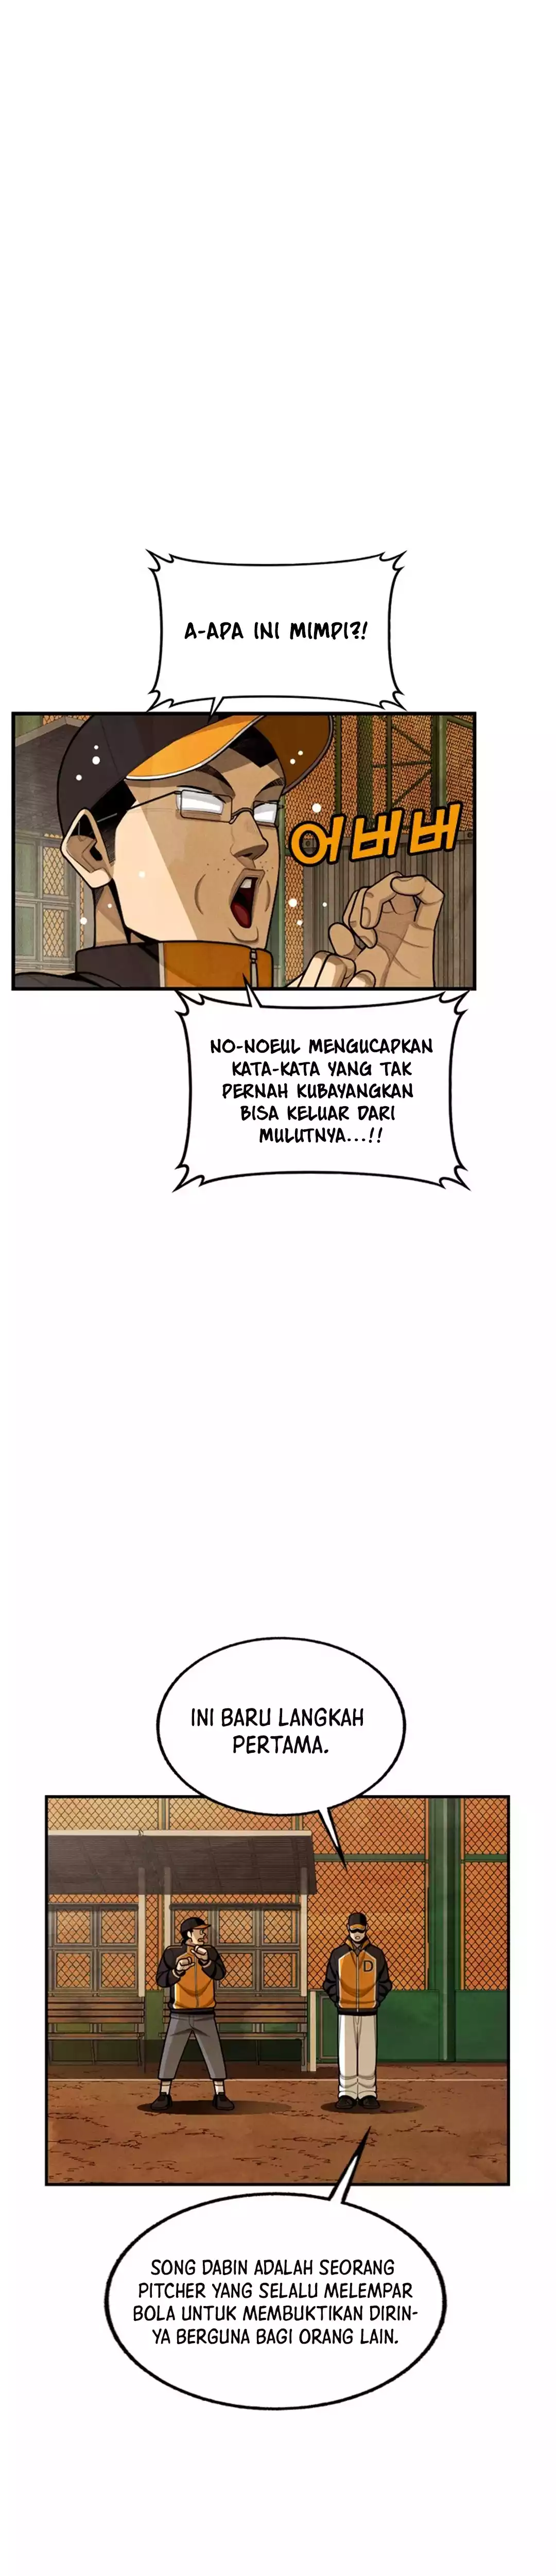 A-APA INI MIMPI?!
어버버
NO-NOEUL MENGUCAPKAN
KATA-KATA YANG TAK
PERNAH KUBAYANGKAN
BISA KELUAR DARI
MULUTNYA...!!
INI BARU LANGKAH
PERTAMA.
D
SONG DABIN ADALAH SEORANG
PITCHER YANG SELALU MELEMPAR
BOLA UNTUK MEMBUKTIKAN DIRIN-
YA BERGUNA BAGI ORANG LAIN.